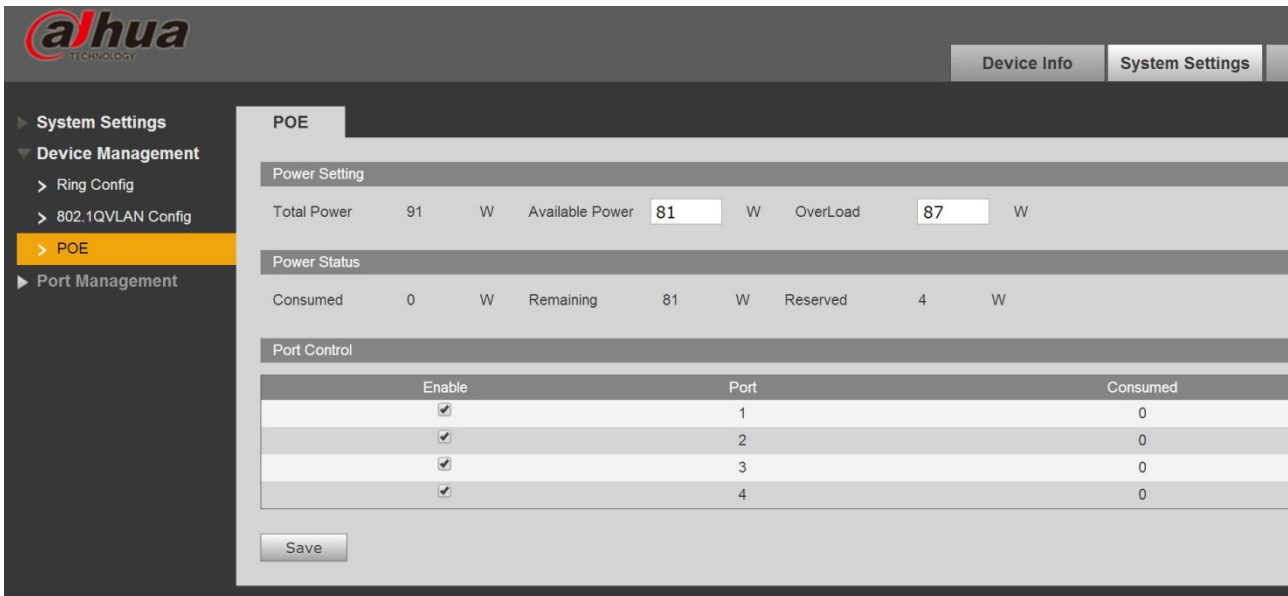 alhua
TECHNOLOGY
Device Info System Settings
System Settings
Device Management
Ring Config
802.1QVLAN Config
POE
Port Management
POE
Power Setting
Total Power 91 W Available Power 81 W OverLoad 87 W
Power Status
Consumed 0 W Remaining 81 W Reserved 4 W
Port Control
Enable Port Consumed
1 0
2 0
3 0
4 0
Save